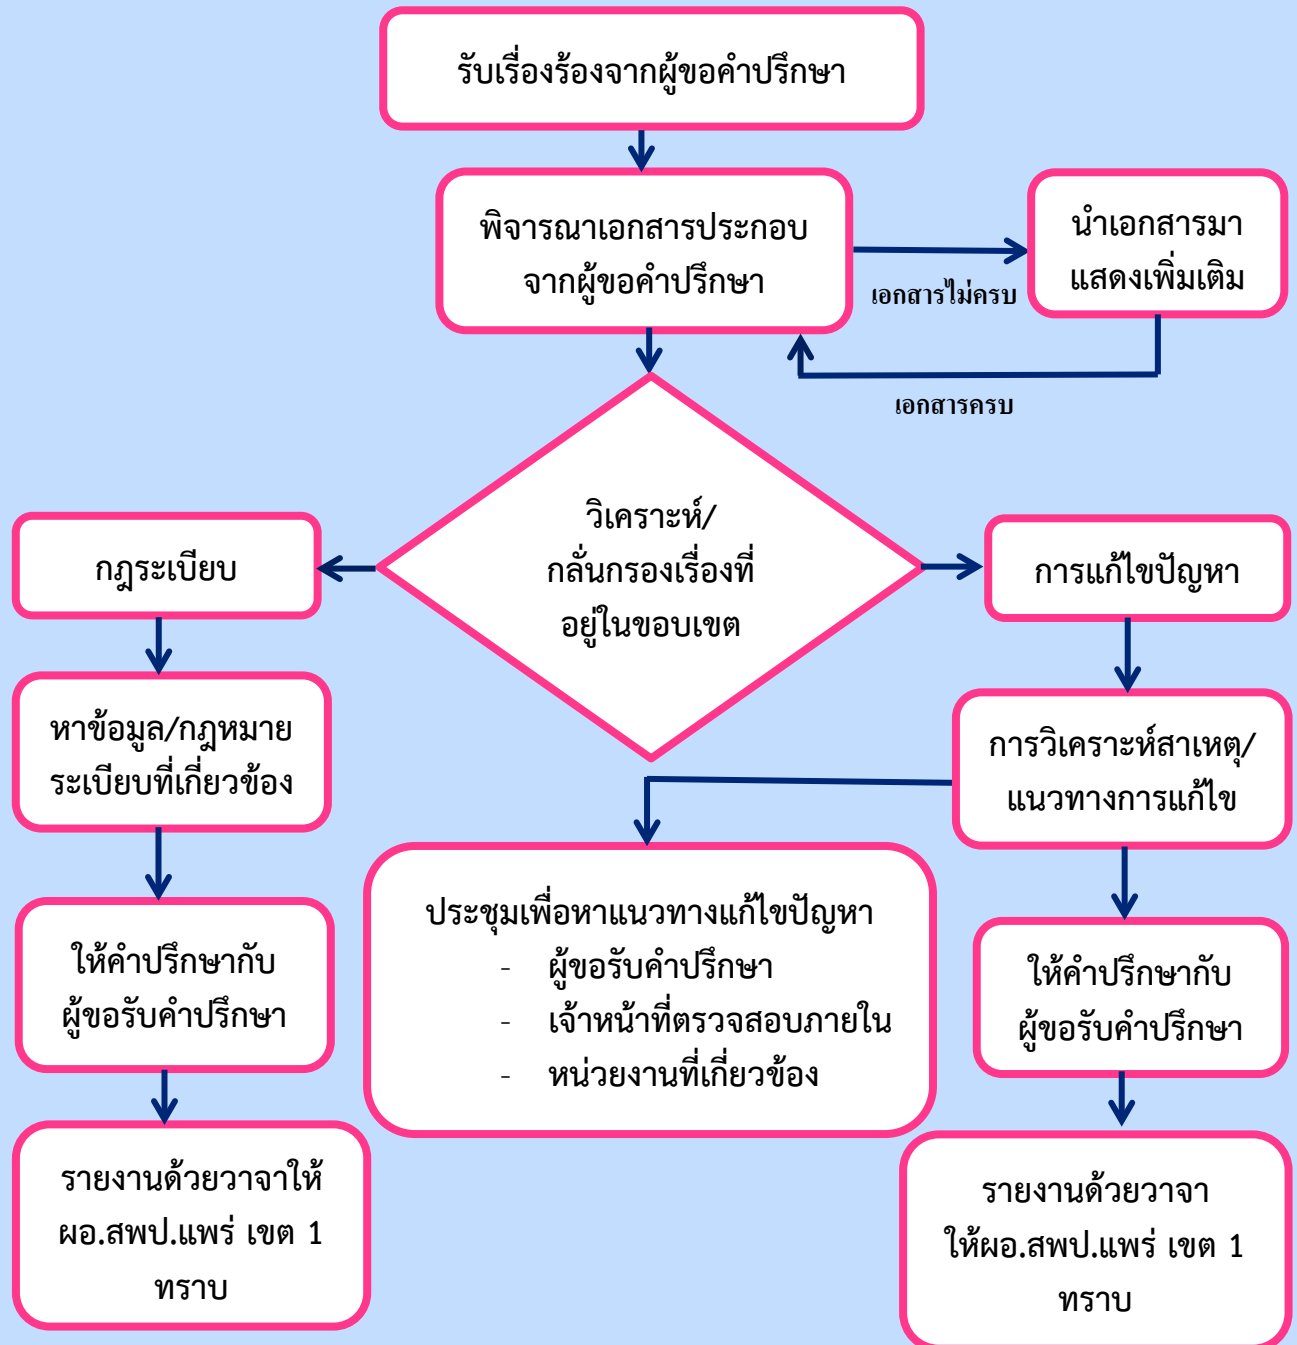 รับเรื่องร้องจากผู้ขอคำปรึกษา
พิจารณาเอกสารประกอบ
จากผู้ขอคำปรึกษา
เอกสารไม่ครบ
นำเอกสารมา
แสดงเพิ่มเติม
เอกสารครบ
วิเคราะห์/
กลั่นกรองเรื่องที่
อยู่ในขอบเขต
กฎระเบียบ
หาข้อมูล/กฎหมาย
ระเบียบที่เกี่ยวข้อง
ให้คำปรึกษากับ
ผู้ขอรับคำปรึกษา
รายงานด้วยวาจาให้
ผอ.สพป.แพร่ เขต 1
ทราบ
การแก้ไขปัญหา
การวิเคราะห์สาเหตุ/
แนวทางการแก้ไข
ประชุมเพื่อหาแนวทางแก้ไขปัญหา
- ผู้ขอรับคำปรึกษา
- เจ้าหน้าที่ตรวจสอบภายใน
- หน่วยงานที่เกี่ยวข้อง
ให้คำปรึกษากับ
ผู้ขอรับคำปรึกษา
รายงานด้วยวาจา
ให้ผอ.สพป.แพร่ เขต 1
ทราบ